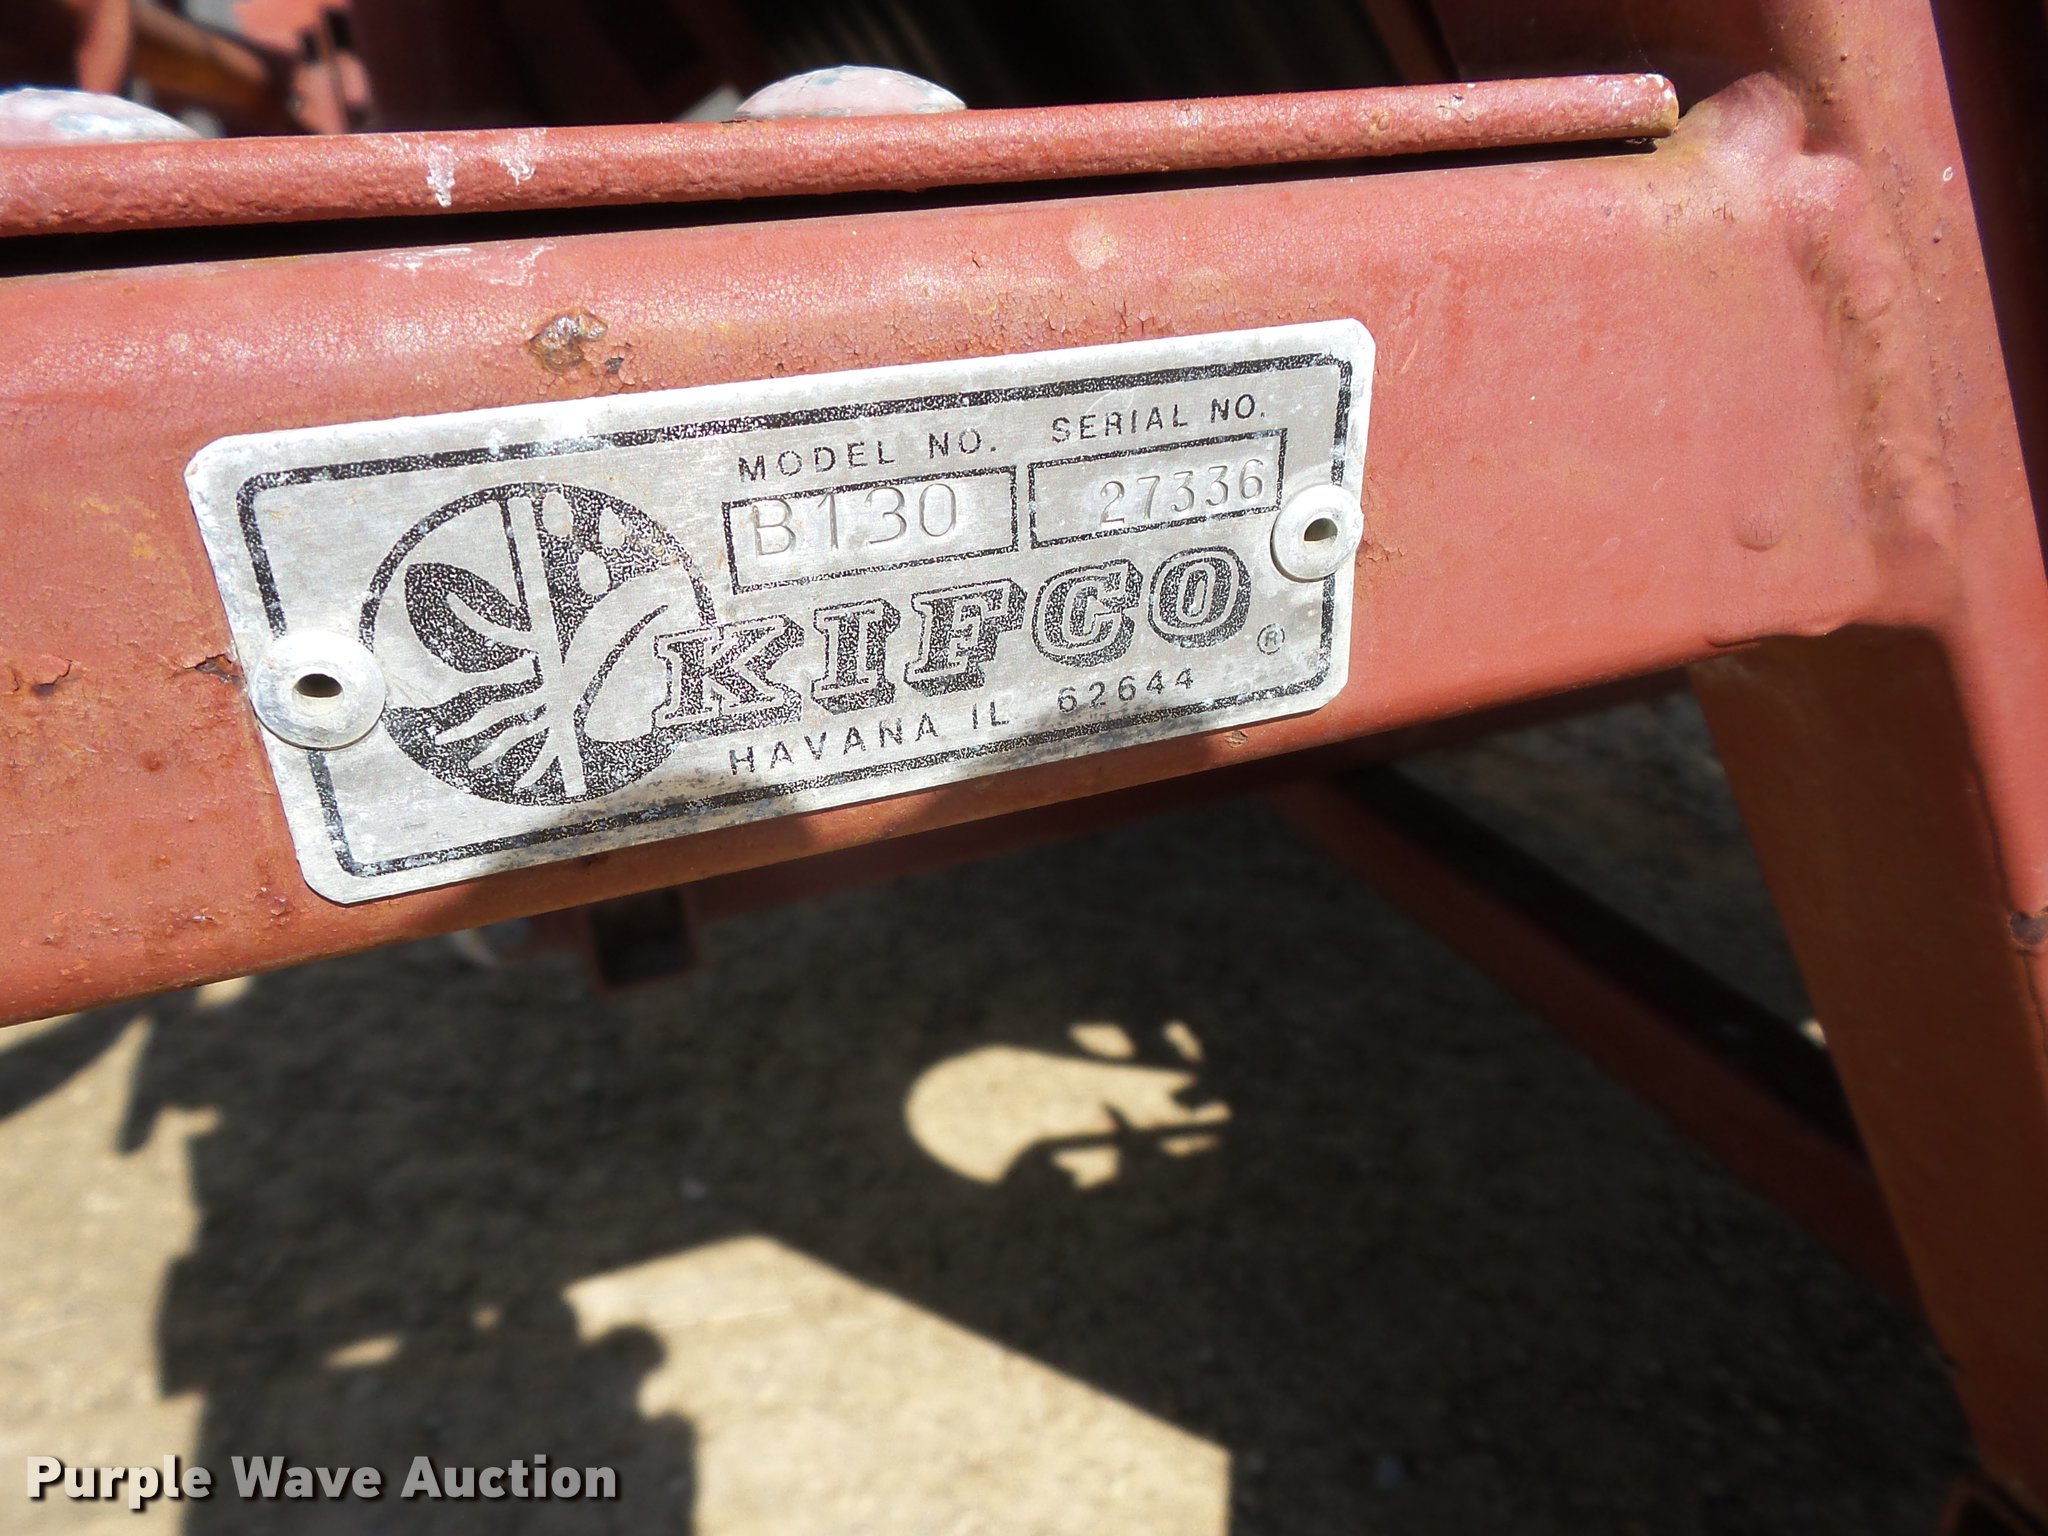 MODEL NO. SERIAL NO.
B130 27336
KIFCO ®
HAVANA IL 62644
Purple Wave Auction